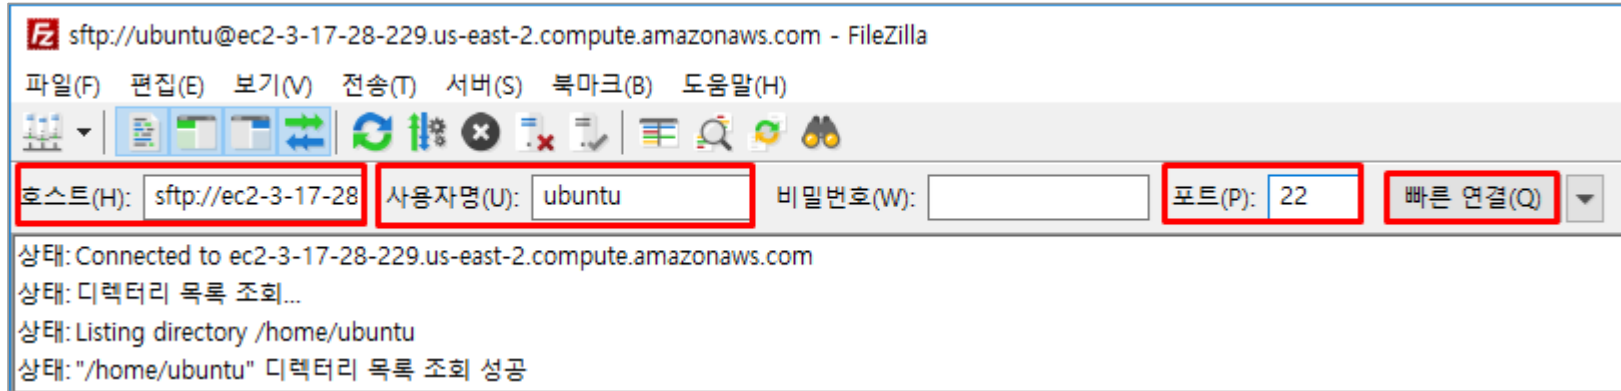 sftp://ubuntu@ec2-3-17-28-229.us-east-2.compute.amazonaws.com - FileZilla
파일(F) 편집(E) 보기(V) 전송(T) 서버(S) 북마크(B) 도움말(H)
호스트(H): sftp://ec2-3-17-28 사용자명(U): ubuntu 비밀번호(W): 포트(P): 22 빠른 연결(Q)
상태: Connected to ec2-3-17-28-229.us-east-2.compute.amazonaws.com
상태: 디렉터리 목록 조회...
상태: Listing directory /home/ubuntu
상태: "/home/ubuntu" 디렉터리 목록 조회 성공